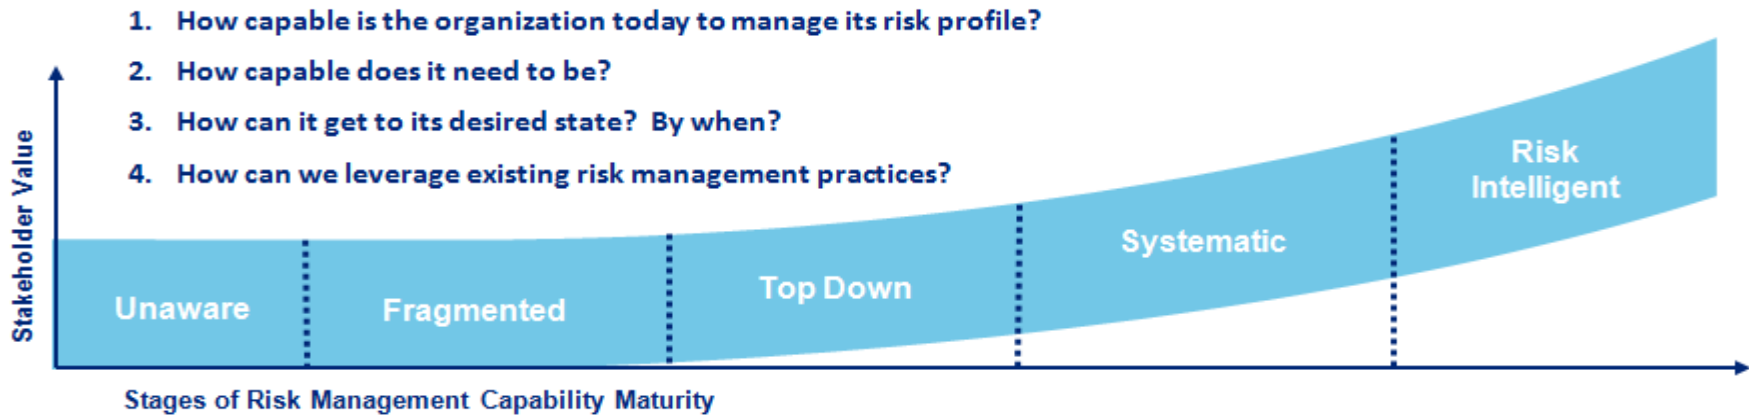 1. How capable is the organization today to manage its risk profile?
2. How capable does it need to be?
3. How can it get to its desired state?  By when?
4. How can we leverage existing risk management practices?
Stakeholder Value
Unaware
Fragmented
Top Down
Systematic
Risk
Intelligent
Stages of Risk Management Capability Maturity